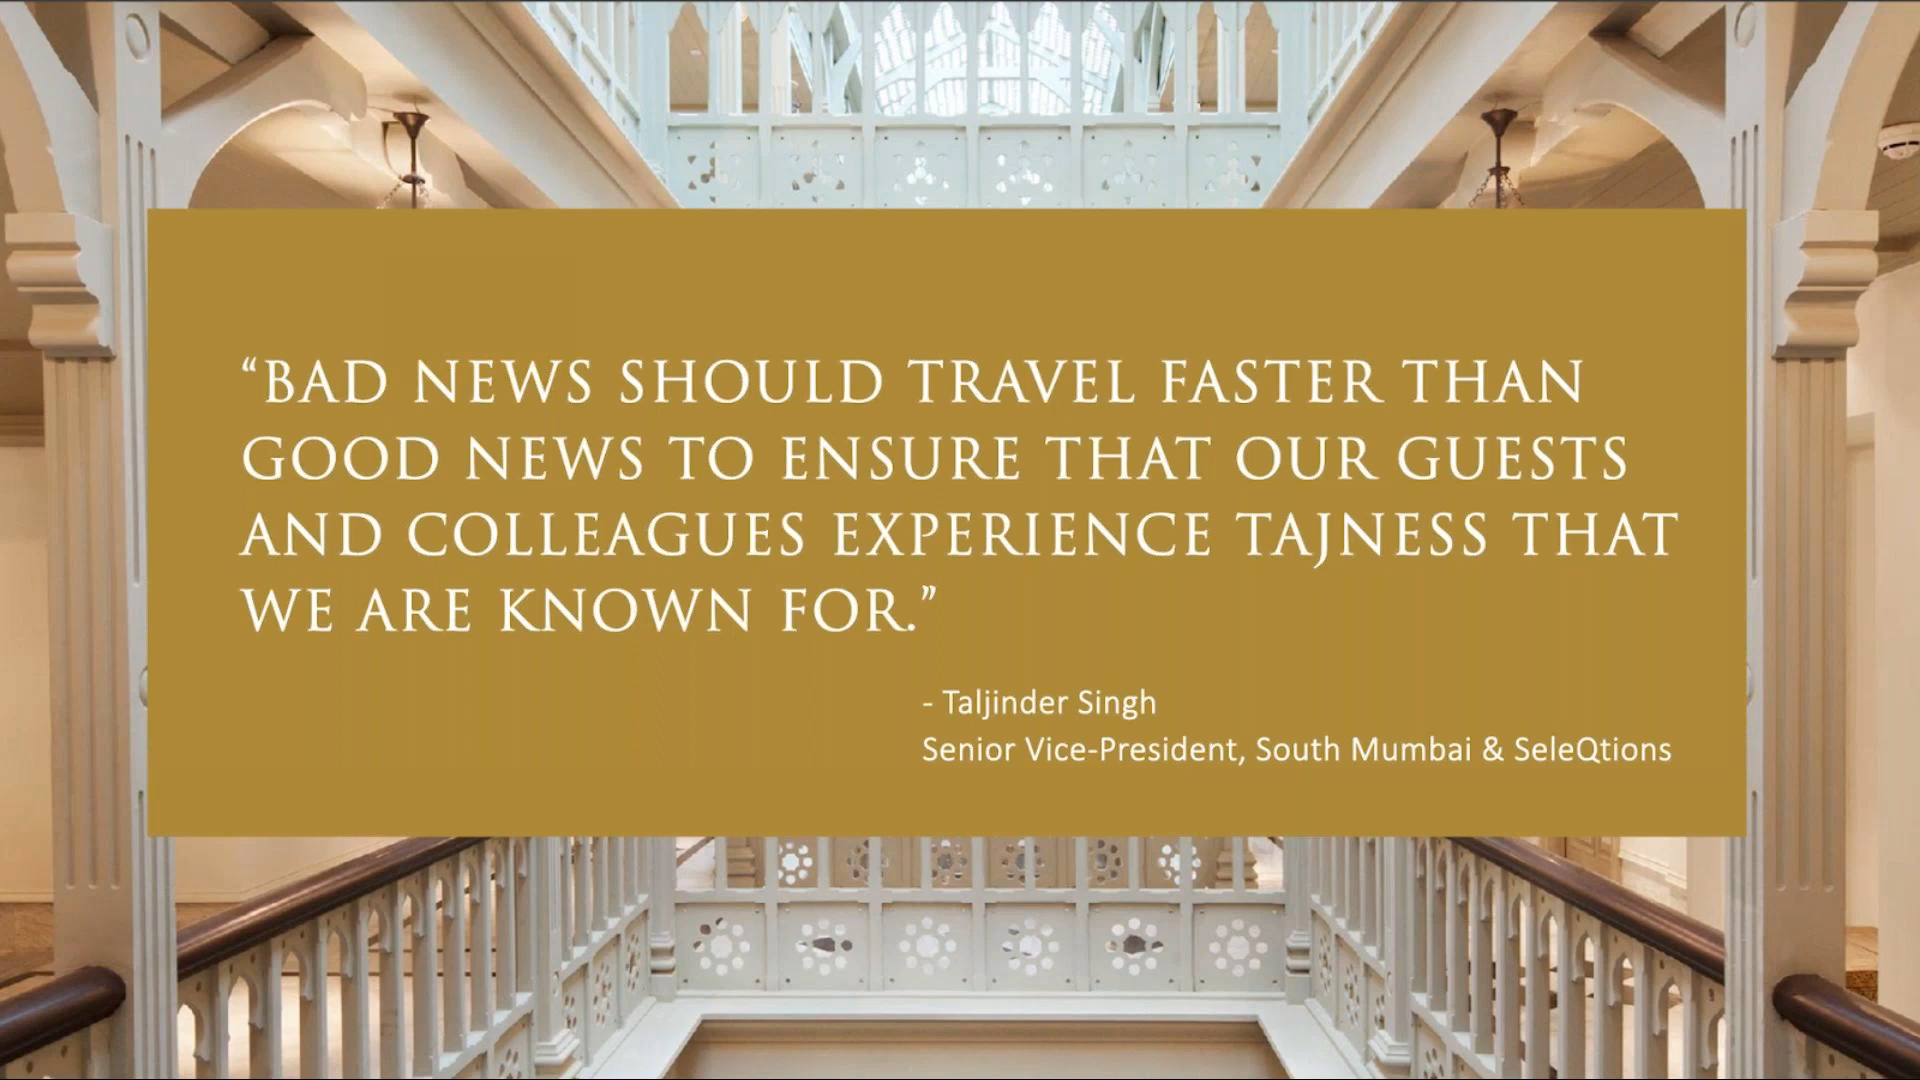 “BAD NEWS SHOULD TRAVEL FASTER THAN
GOOD NEWS TO ENSURE THAT OUR GUESTS
AND COLLEAGUES EXPERIENCE TAJNESS THAT
WE ARE KNOWN FOR.”
- Taljinder Singh
Senior Vice-President, South Mumbai & SeleQtions